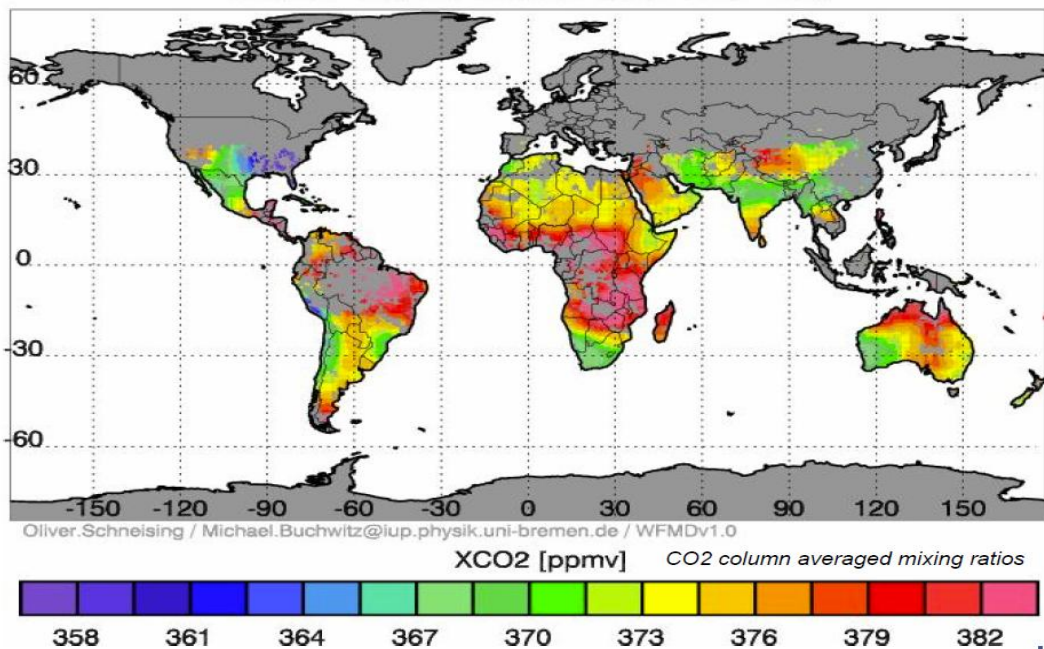 60
30
0
-30
-60
-150 -120 -90 -60 -30 0 30 60 90 120 150
Oliver.Schneising / Michael.Buchwitz@iup.physik.uni-bremen.de / WFMDv1.0
XCO2 [ppmv] CO2 column averaged mixing ratios
358 361 364 367 370 373 376 379 382